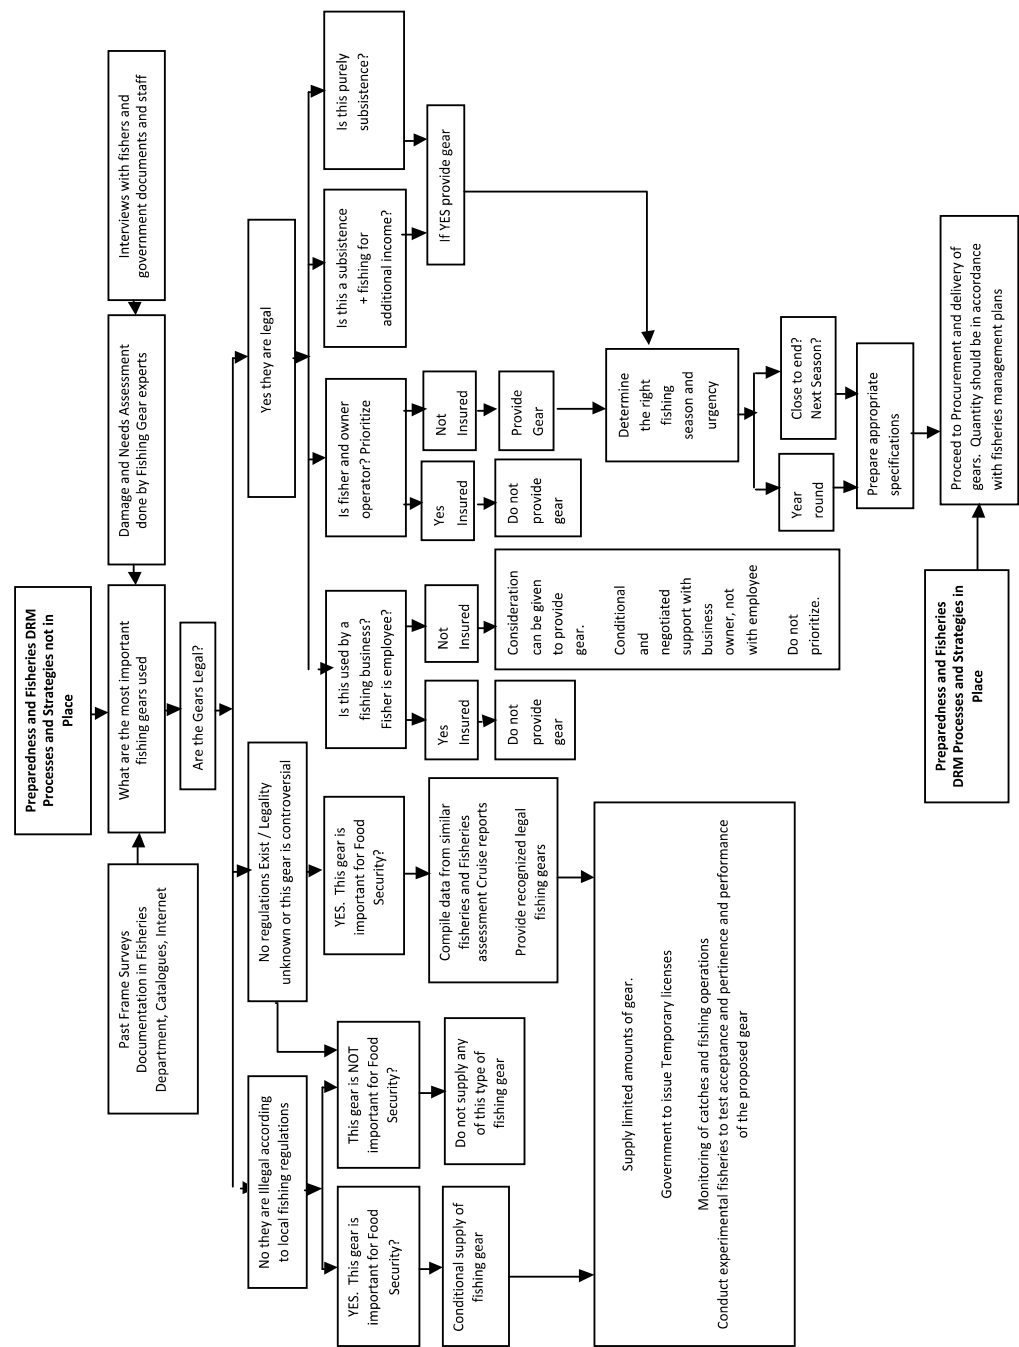 Preparedness and Fisheries DRM
Processes and Strategies not in
Place
Past Frame Surveys
Documentation in Fisheries
Department, Catalogues, Internet
What are the most important
fishing gears used
Damage and Needs Assessment
done by Fishing Gear experts
Interviews with fishers and
government documents and staff
Are the Gears Legal?
No they are Illegal according
to local fishing regulations
No regulations Exist / Legality
unknown or this gear is controversial
Yes they are legal
YES.  This gear is
important for Food
Security?
This gear is NOT
important for Food
Security?
YES.  This gear is
important for Food
Security?
Is this used by a
fishing business?
Fisher is employee?
Is fisher and owner
operator? Prioritize
Is this a subsistence
+ fishing for
additional income?
Is this purely
subsistence?
Conditional supply of
fishing gear
Do not supply any
of this type of
fishing gear
Compile data from similar
fisheries and Fisheries
assessment Cruise reports
Provide recognized legal
fishing gears
Yes
Insured
Not
Insured
Yes
Insured
Not
Insured
If YES provide gear
Do not
provide
gear
Consideration
can be given
to provide
gear.
Conditional
and
negotiated
support with
business
owner, not
with employee
Do not
prioritize.
Do not
provide
gear
Provide
Gear
Supply limited amounts of gear.
Government to issue Temporary licenses
Monitoring of catches and fishing operations
Conduct experimental fisheries to test acceptance and pertinence and performance
of the proposed gear
Determine
the right
fishing
season and
urgency
Year
round
Close to end?
Next Season?
Prepare appropriate
specifications
Preparedness and Fisheries
DRM Processes and Strategies in
Place
Proceed to Procurement and delivery of
gears.  Quantity should be in accordance
with fisheries management plans